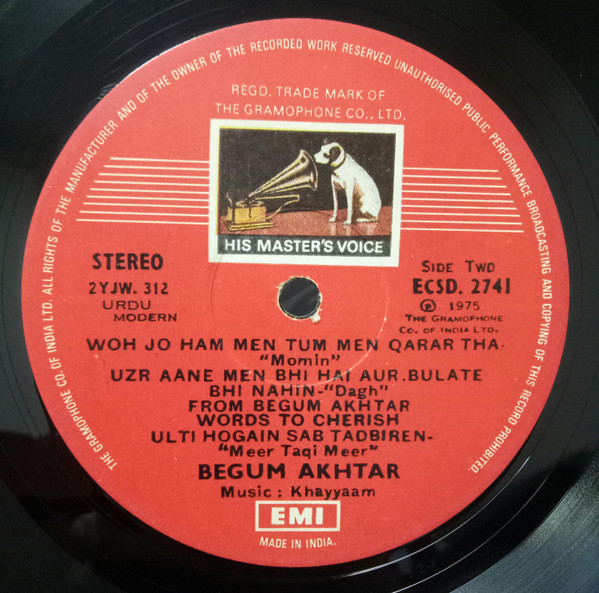 THE GRAMOPHONE CO. OF INDIA LTD. ALL RIGHTS OF THE MANUFACTURER AND OF THE OWNER OF THE RECORDED WORK RESERVED UNAUTHORISED PUBLIC PERFORMANCE BROADCASTING AND COPYING OF THIS RECORD PROHIBITED.
REGD. TRADE MARK OF
THE GRAMOPHONE CO., LTD.
HIS MASTER'S VOICE
STEREO
2YJW. 312
URDU
MODERN
SIDE TWO
ECSD. 2741
℗ 1975
THE GRAMOPHONE
CO. OF INDIA LTD.
WOH JO HAM MEN TUM MEN QARAR THA-
"Momin"
UZR AANE MEN BHI HAI AUR.BULATE
BHI NAHIN-"Dagh"
FROM BEGUM AKHTAR
WORDS TO CHERISH
ULTI HOGAIN SAB TADBIREN-
"Meer Taqi Meer"
BEGUM AKHTAR
Music : Khayyaam
EMI
MADE IN INDIA.